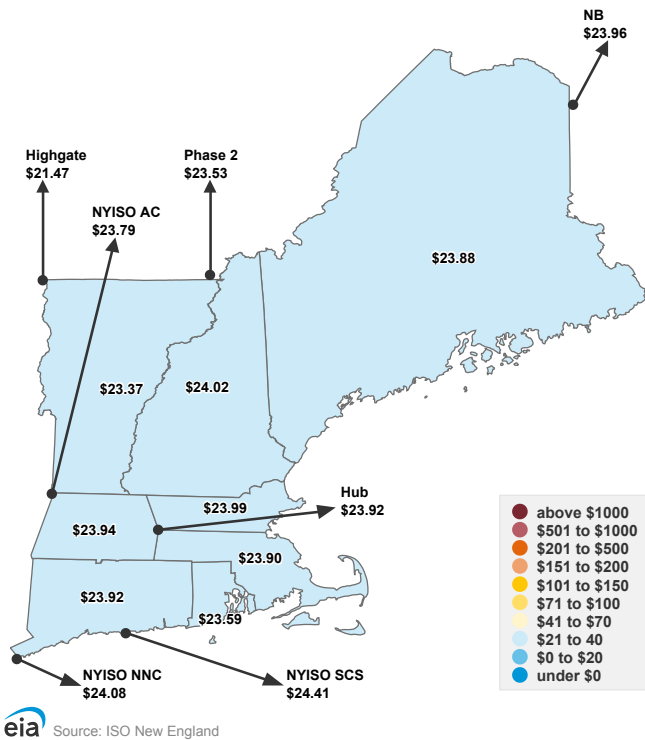 NB
$23.96
Highgate
$21.47
Phase 2
$23.53
NYISO AC
$23.79
$23.88
$23.37
$24.02
Hub
$23.92
$23.99
$23.94
$23.90
$23.92
$23.59
NYISO NNC
$24.08
NYISO SCS
$24.41
above $1000
$501 to $1000
$201 to $500
$151 to $200
$101 to $150
$71 to $100
$41 to $70
$21 to 40
$0 to $20
under $0
eia Source: ISO New England